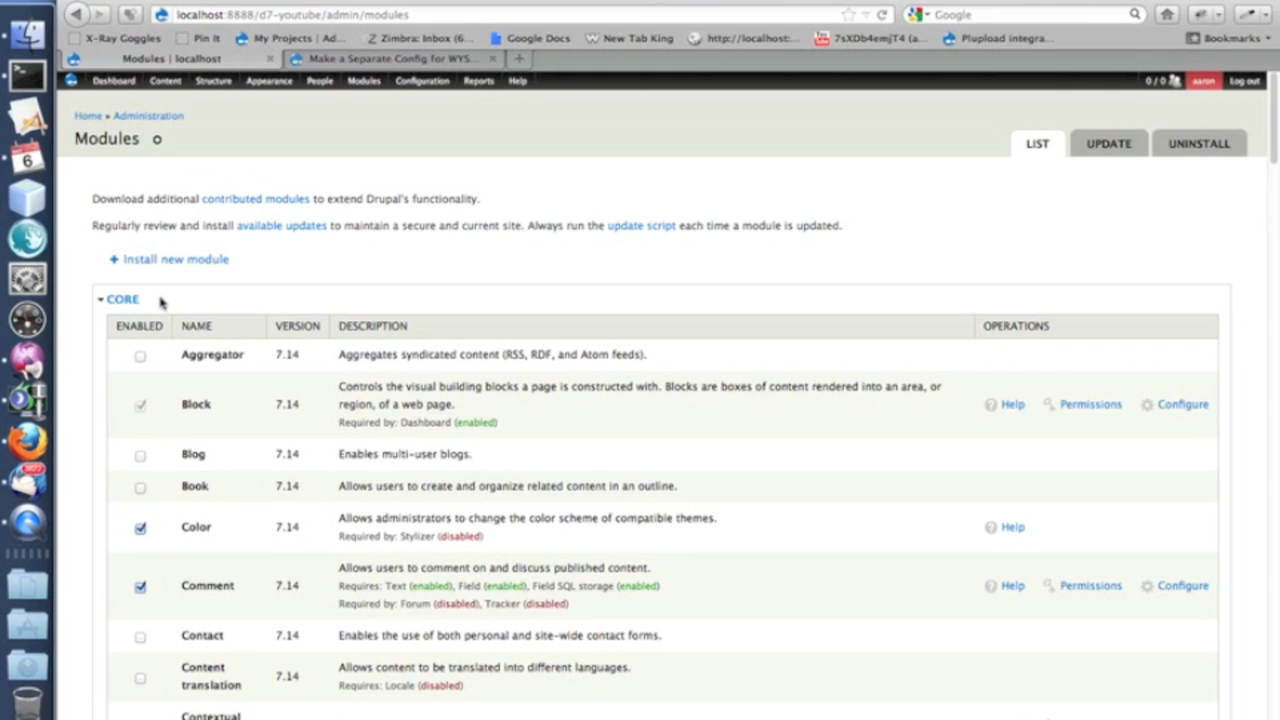 localhost:8888/d7-youtube/admin/modules
Google
X-Ray Goggles
Pin It
My Projects | Ad...
Zimbra: Inbox (6...
Google Docs
New Tab King
http://localhost:...
7sXDb4emjT4 (a...
Plupload integra...
Bookmarks
Modules | localhost
Make a Separate Config for WYS...
Dashboard Content Structure Appearance People Modules Configuration Reports Help
0 / 0
aaron
Log out
Home » Administration
Modules
LIST
UPDATE
UNINSTALL
Download additional contributed modules to extend Drupal's functionality.
Regularly review and install available updates to maintain a secure and current site. Always run the update script each time a module is updated.
+ Install new module
CORE
ENABLED NAME VERSION DESCRIPTION OPERATIONS
Aggregator 7.14 Aggregates syndicated content (RSS, RDF, and Atom feeds).
Block 7.14 Controls the visual building blocks a page is constructed with. Blocks are boxes of content rendered into an area, or
region, of a web page.
Required by: Dashboard (enabled)
Help Permissions Configure
Blog 7.14 Enables multi-user blogs.
Book 7.14 Allows users to create and organize related content in an outline.
Color 7.14 Allows administrators to change the color scheme of compatible themes.
Required by: Stylizer (disabled)
Help
Comment 7.14 Allows users to comment on and discuss published content.
Requires: Text (enabled), Field (enabled), Field SQL storage (enabled)
Required by: Forum (disabled), Tracker (disabled)
Help Permissions Configure
Contact 7.14 Enables the use of both personal and site-wide contact forms.
Content
translation
7.14 Allows content to be translated into different languages.
Requires: Locale (disabled)
Contextual
6